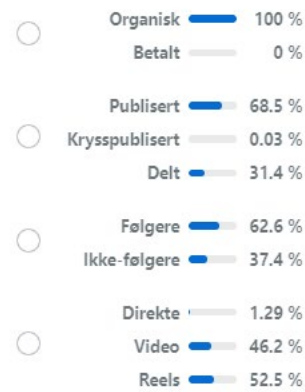 Organisk 100 %
Betalt 0 %
Publisert 68.5 %
Krysspublisert 0.03 %
Delt 31.4 %
Følgere 62.6 %
Ikke-følgere 37.4 %
Direkte 1.29 %
Video 46.2 %
Reels 52.5 %